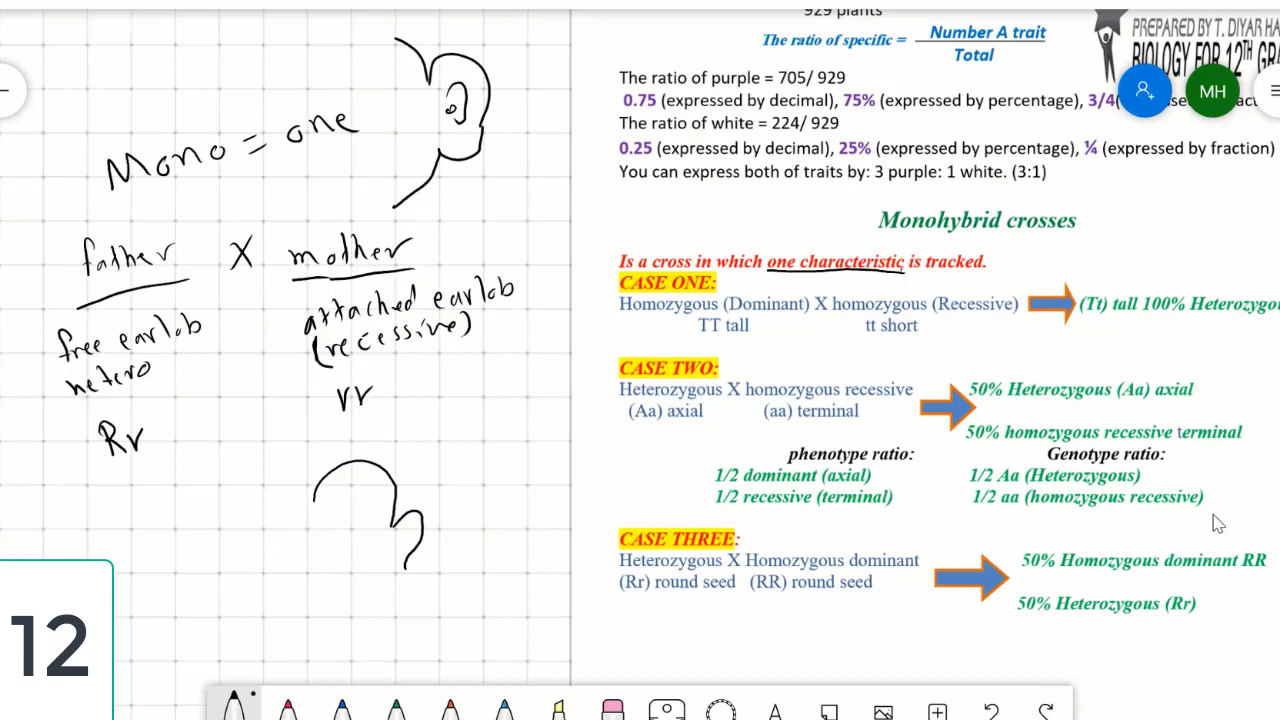 Mono = one
father X mother
free earlob
hetero
Rr
attached earlob
(recessive)
rr
12
929 plants
The ratio of specific = Number A trait
Total
PREPARED BY T. DIYAR HA
BIOLOGY FOR 12TH GRA
MH
The ratio of purple = 705/ 929
0.75 (expressed by decimal), 75% (expressed by percentage), 3/4(
The ratio of white = 224/ 929
0.25 (expressed by decimal), 25% (expressed by percentage), ¼ (expressed by fraction)
You can express both of traits by: 3 purple: 1 white. (3:1)
Monohybrid crosses
Is a cross in which one characteristic is tracked.
CASE ONE:
Homozygous (Dominant) X homozygous (Recessive) (Tt) tall 100% Heterozygou
TT tall tt short
CASE TWO:
Heterozygous X homozygous recessive 50% Heterozygous (Aa) axial
(Aa) axial (aa) terminal
50% homozygous recessive terminal
phenotype ratio: Genotype ratio:
1/2 dominant (axial) 1/2 Aa (Heterozygous)
1/2 recessive (terminal) 1/2 aa (homozygous recessive)
CASE THREE:
Heterozygous X Homozygous dominant 50% Homozygous dominant RR
(Rr) round seed (RR) round seed
50% Heterozygous (Rr)